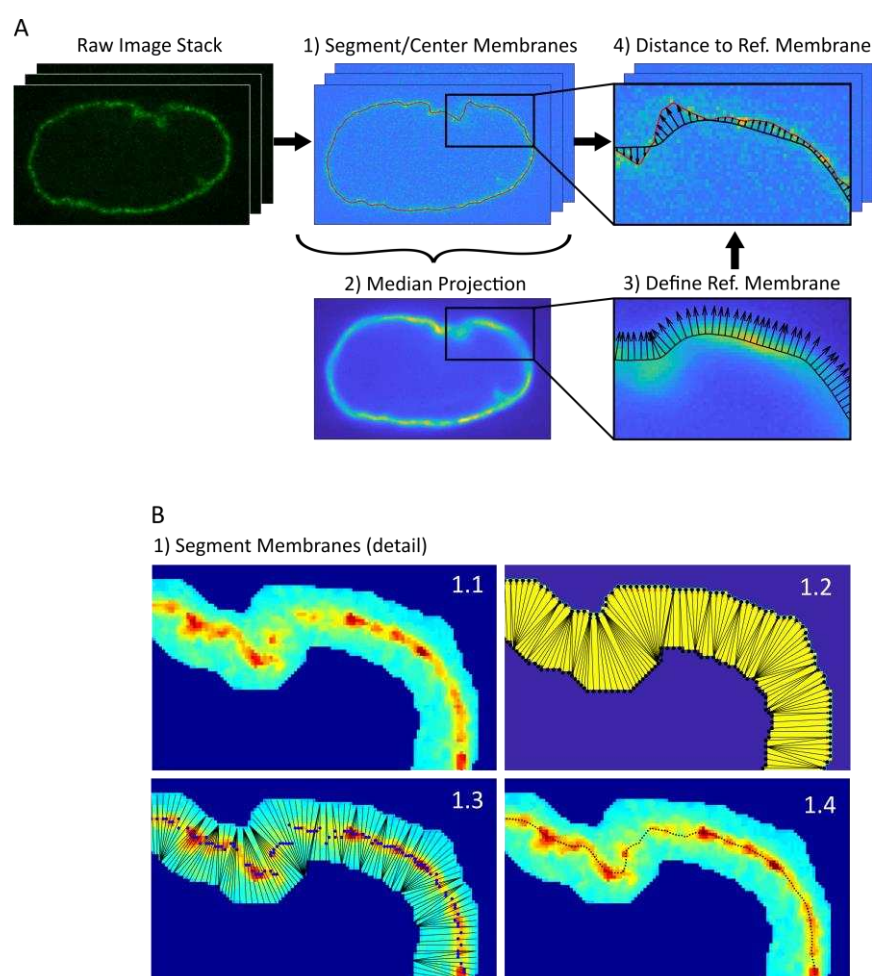 A
Raw Image Stack
1) Segment/Center Membranes
4) Distance to Ref. Membrane
2) Median Projection
3) Define Ref. Membrane
B
1) Segment Membranes (detail)
1.1
1.2
1.3
1.4